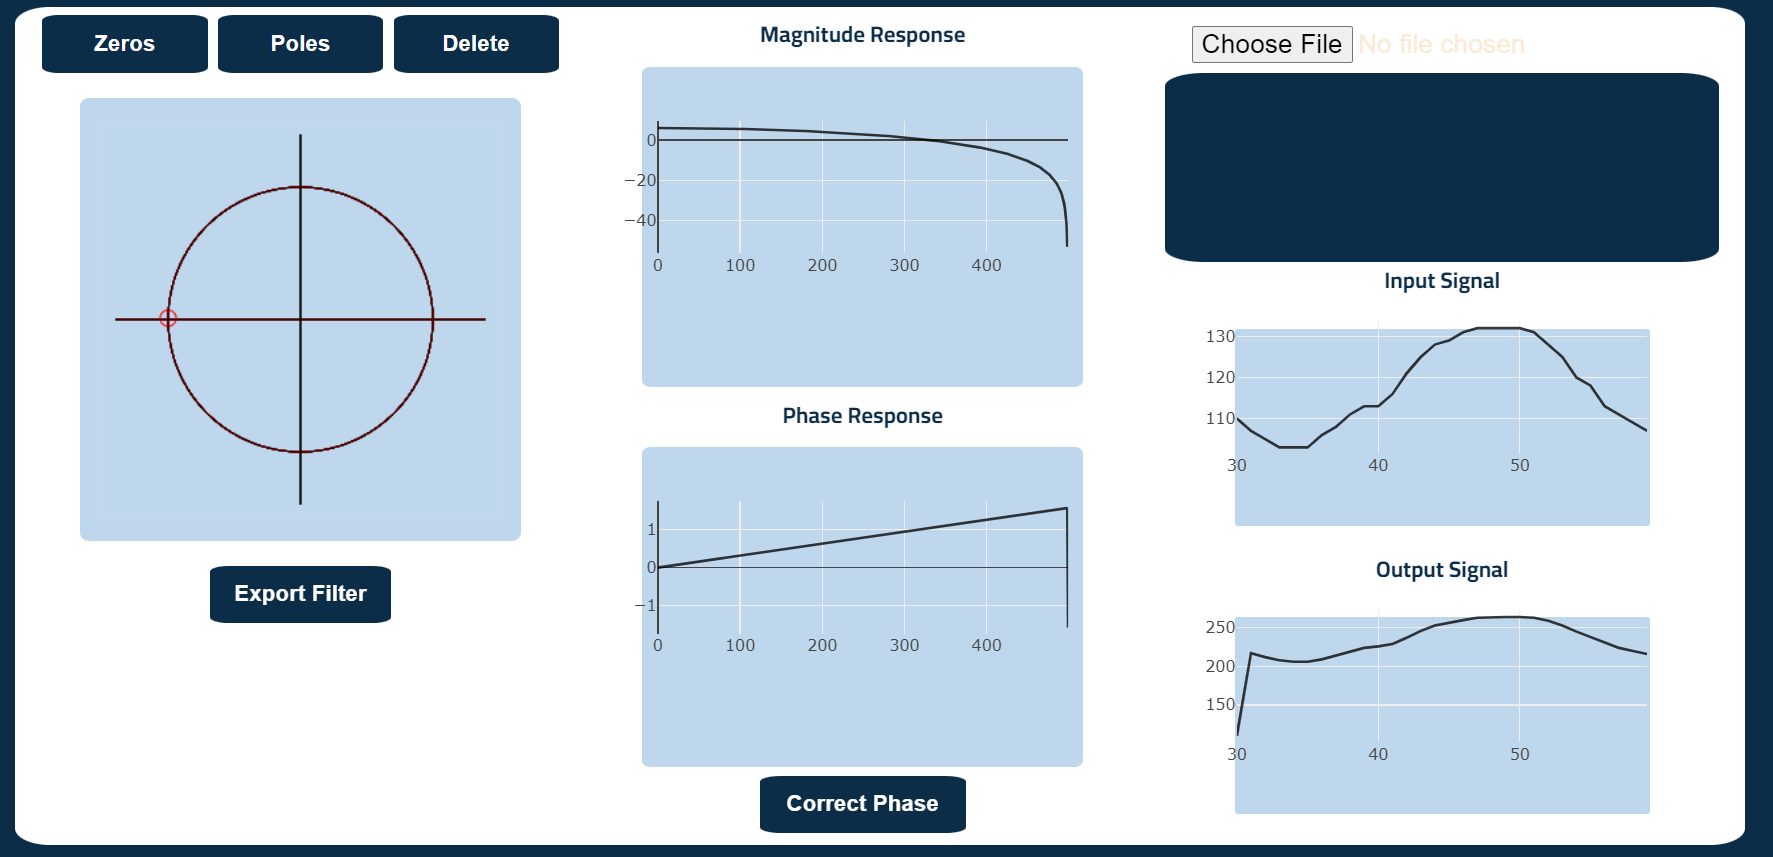 Zeros
Poles
Delete
Export Filter
Magnitude Response
0
−20
−40
0 100 200 300 400
Phase Response
1
0
−1
0 100 200 300 400
Correct Phase
Choose File No file chosen
Input Signal
130
120
110
30 40 50
Output Signal
250
200
150
30 40 50